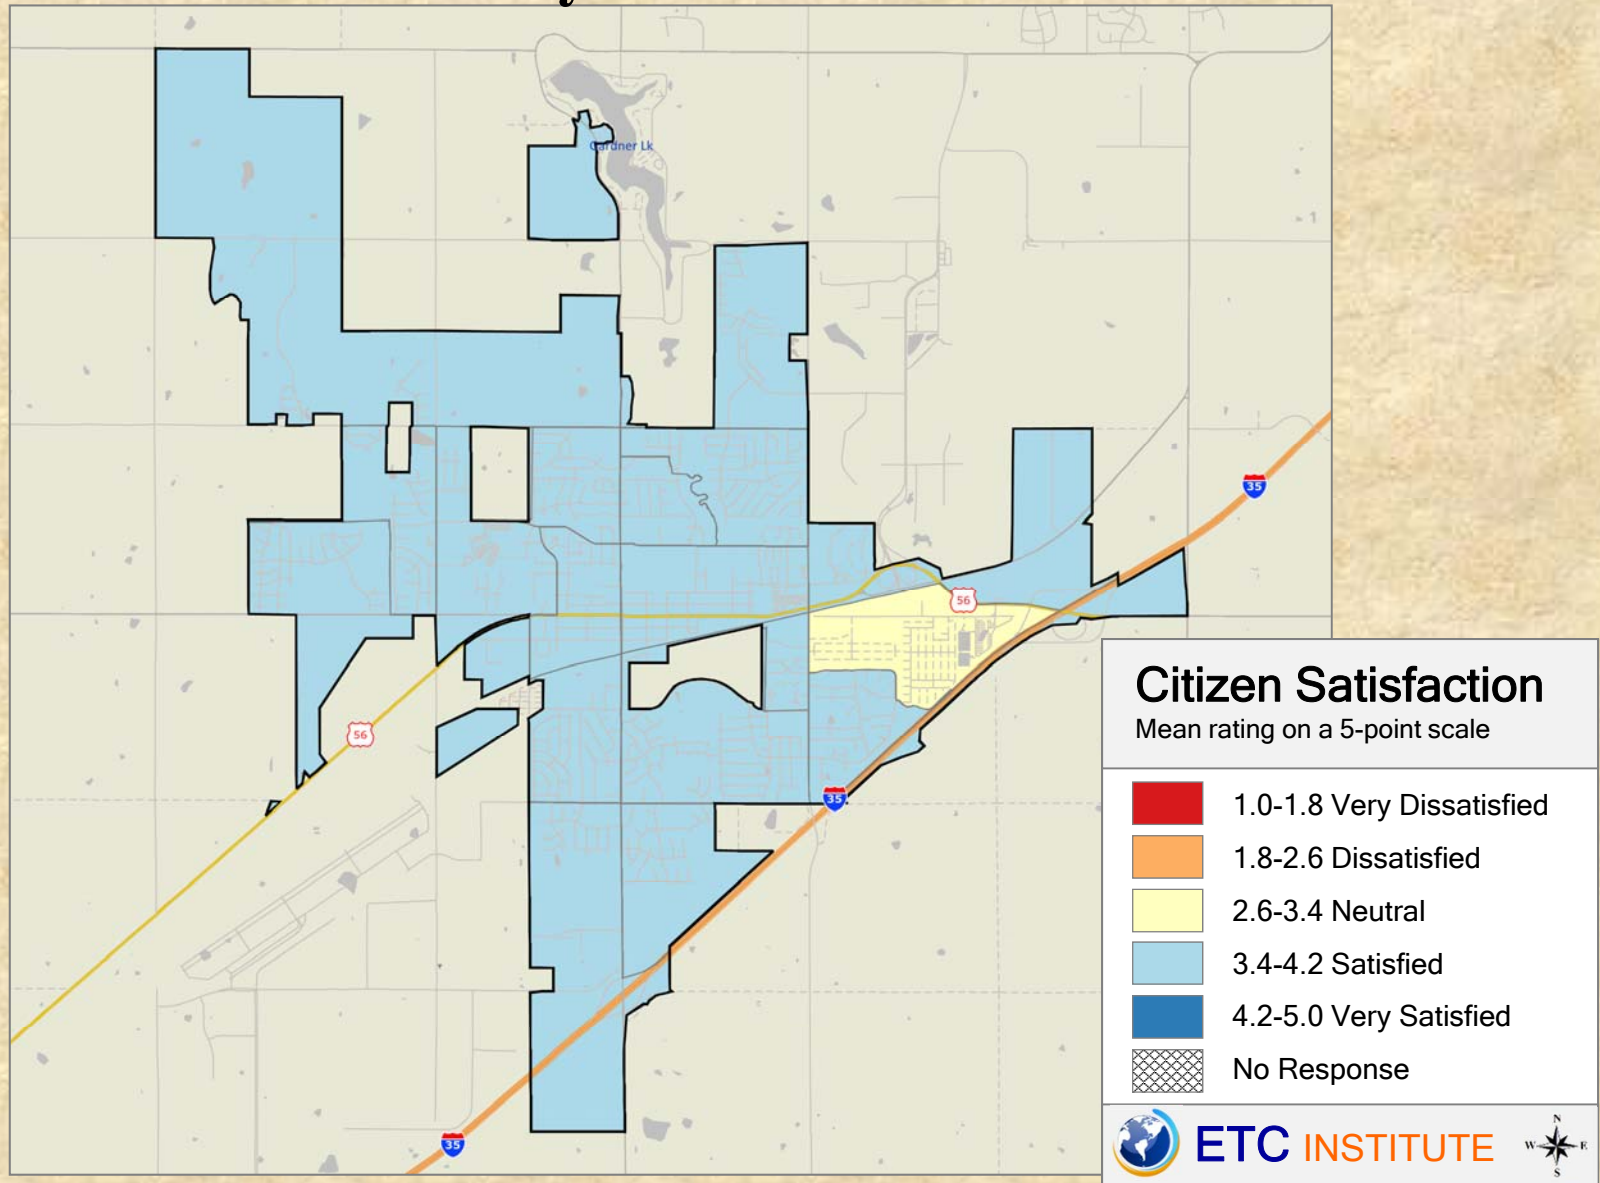 Gardner Lk
1
35
56
56
35
35
Citizen Satisfaction
Mean rating on a 5-point scale
1.0-1.8 Very Dissatisfied
1.8-2.6 Dissatisfied
2.6-3.4 Neutral
3.4-4.2 Satisfied
4.2-5.0 Very Satisfied
No Response
ETC INSTITUTE
N
W E
S